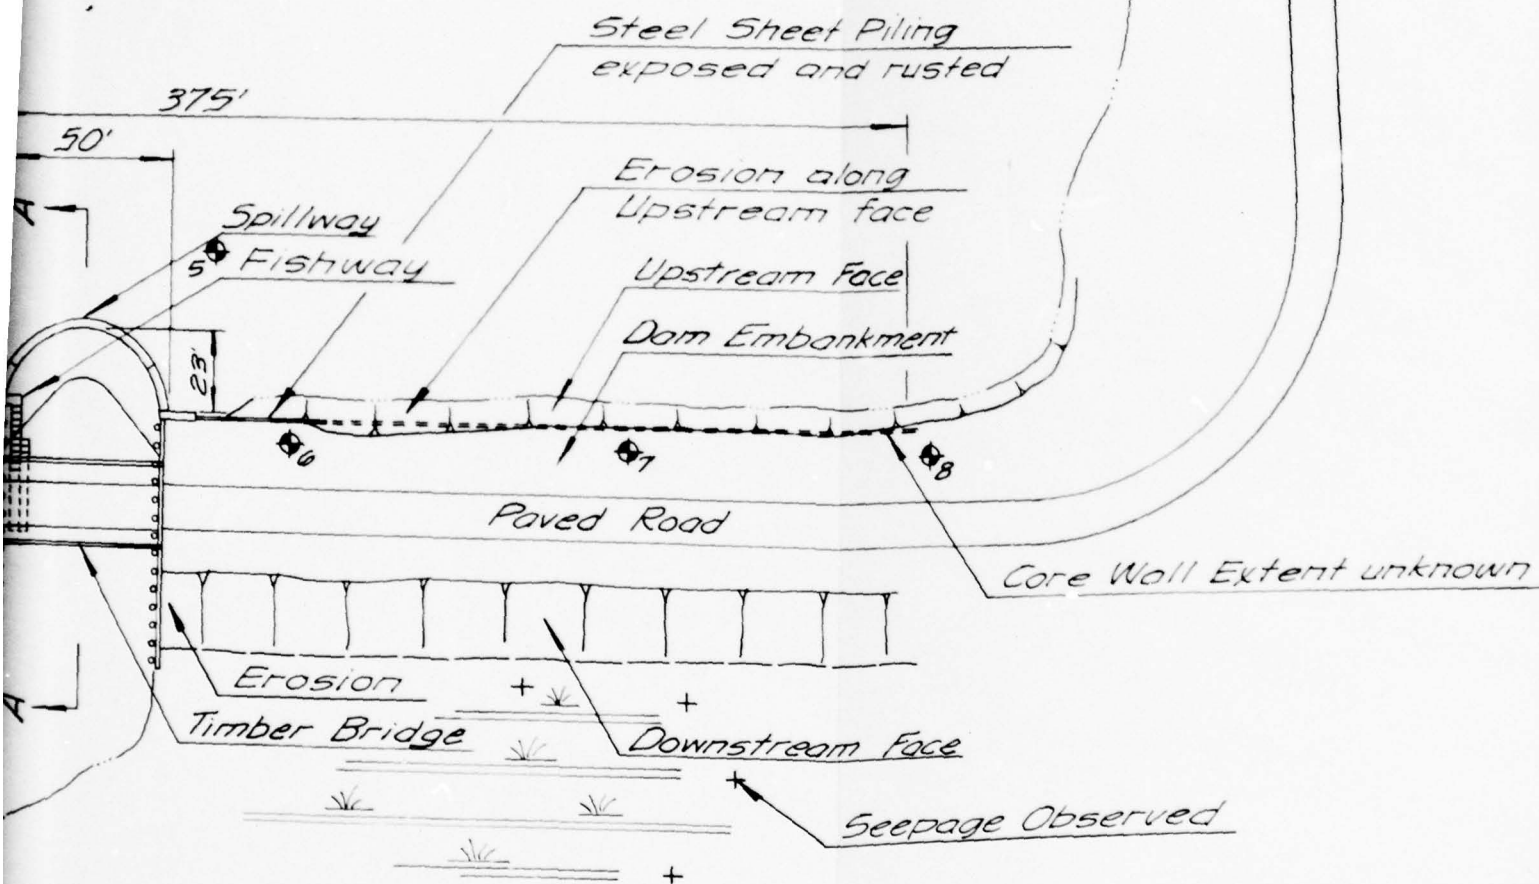 Steel Sheet Piling
exposed and rusted
375'
50'
Erosion along
Upstream face
A
Spillway
5
Fishway
Upstream Face
Dam Embankment
23'
6
7
8
Paved Road
Core Wall Extent unknown
Erosion
A
Timber Bridge
Downstream Face
Seepage Observed